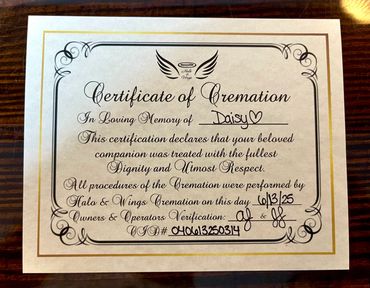 Halo & Wings
Certificate of Cremation
In Loving Memory of Daisy♡
This certification declares that your beloved
companion was treated with the fullest
Dignity and Utmost Respect.
All procedures of the Cremation were performed by
Halo & Wings Cremation on this day 6/13/25
Owners & Operators Verification: &
CID# 040613250314